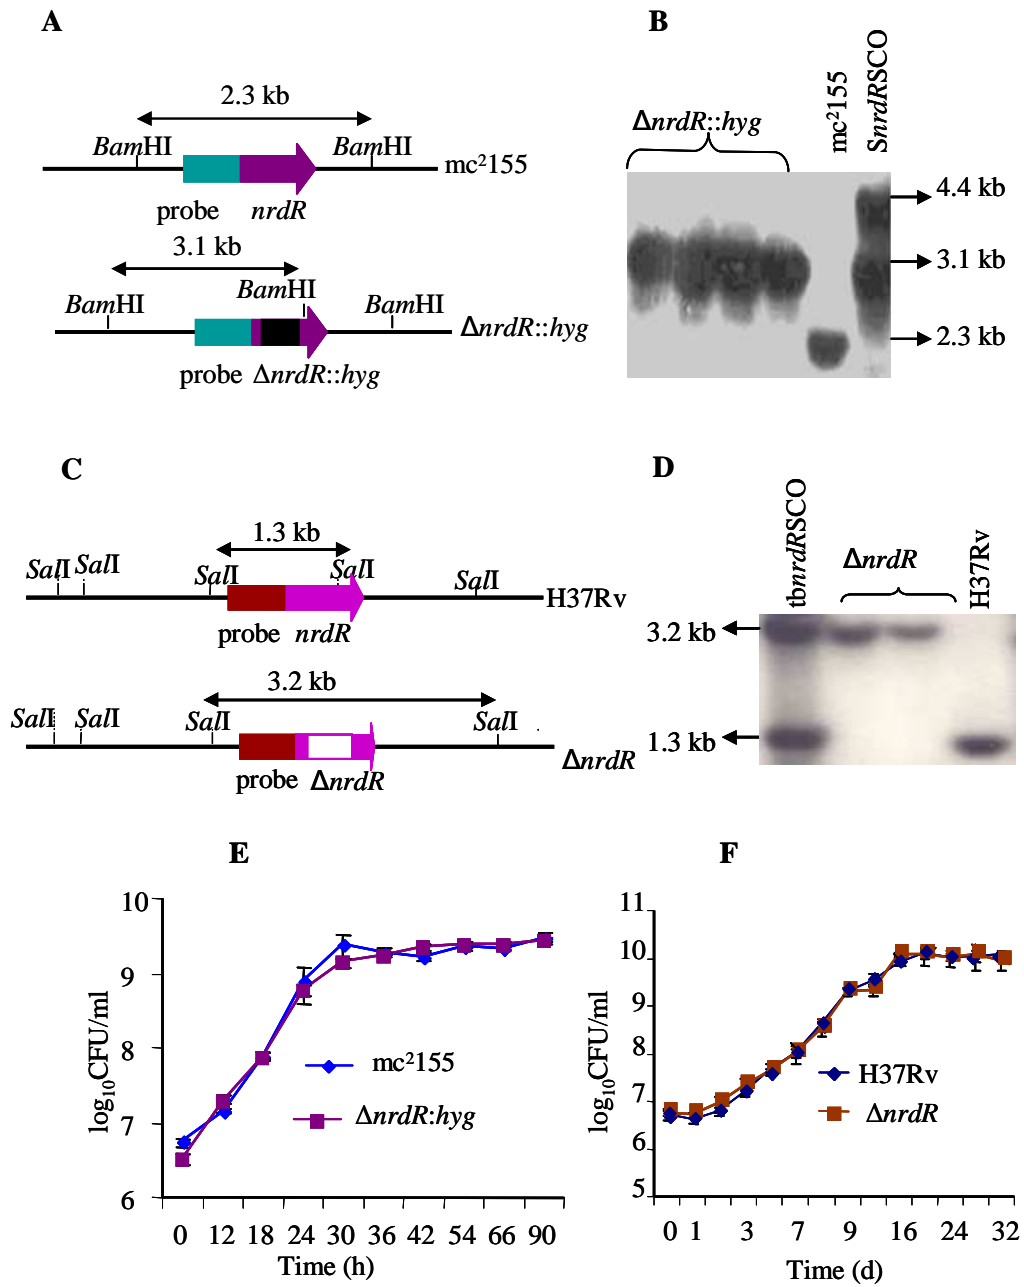 A
2.3 kb
BamHI BamHI
mc²155
probe nrdR
3.1 kb
BamHI
BamHI BamHI
ΔnrdR::hyg
probe ΔnrdR::hyg
B
ΔnrdR::hyg
mc²155
SnrdRSCO
4.4 kb
3.1 kb
2.3 kb
C
1.3 kb
SalI SalI SalI SalI SalI
H37Rv
probe nrdR
3.2 kb
SalI SalI SalI SalI
ΔnrdR
probe ΔnrdR
D
tbnrdRSCO
ΔnrdR
H37Rv
3.2 kb
1.3 kb
E
10
9
8
7
6
log₁₀CFU/ml
mc²155
ΔnrdR:hyg
0 12 18 24 30 36 42 54 66 90
Time (h)
F
11
10
9
8
7
6
5
log₁₀CFU/ml
H37Rv
ΔnrdR
0 1 3 7 9 16 24 32
Time (d)